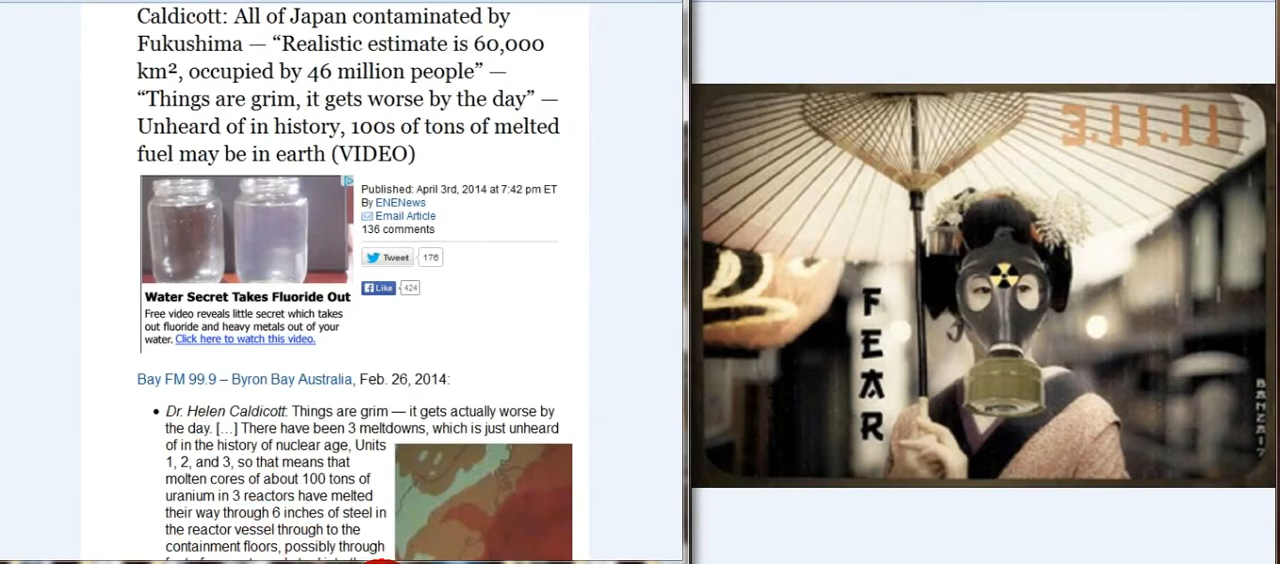 Caldicott: All of Japan contaminated by
Fukushima — “Realistic estimate is 60,000
km², occupied by 46 million people” —
“Things are grim, it gets worse by the day” —
Unheard of in history, 100s of tons of melted
fuel may be in earth (VIDEO)
Published: April 3rd, 2014 at 7:42 pm ET
By ENENews
Email Article
136 comments
Tweet 176
Like 424
Water Secret Takes Fluoride Out
Free video reveals little secret which takes
out fluoride and heavy metals out of your
water. Click here to watch this video.
Bay FM 99.9 – Byron Bay Australia, Feb. 26, 2014:
• Dr. Helen Caldicott: Things are grim — it gets actually worse by
the day. […] There have been 3 meltdowns, which is just unheard
of in the history of nuclear age, Units
1, 2, and 3, so that means that
molten cores of about 100 tons of
uranium in 3 reactors have melted
their way through 6 inches of steel in
the reactor vessel through to the
containment floors, possibly through
3.11.11
FEAR
BANZAI7